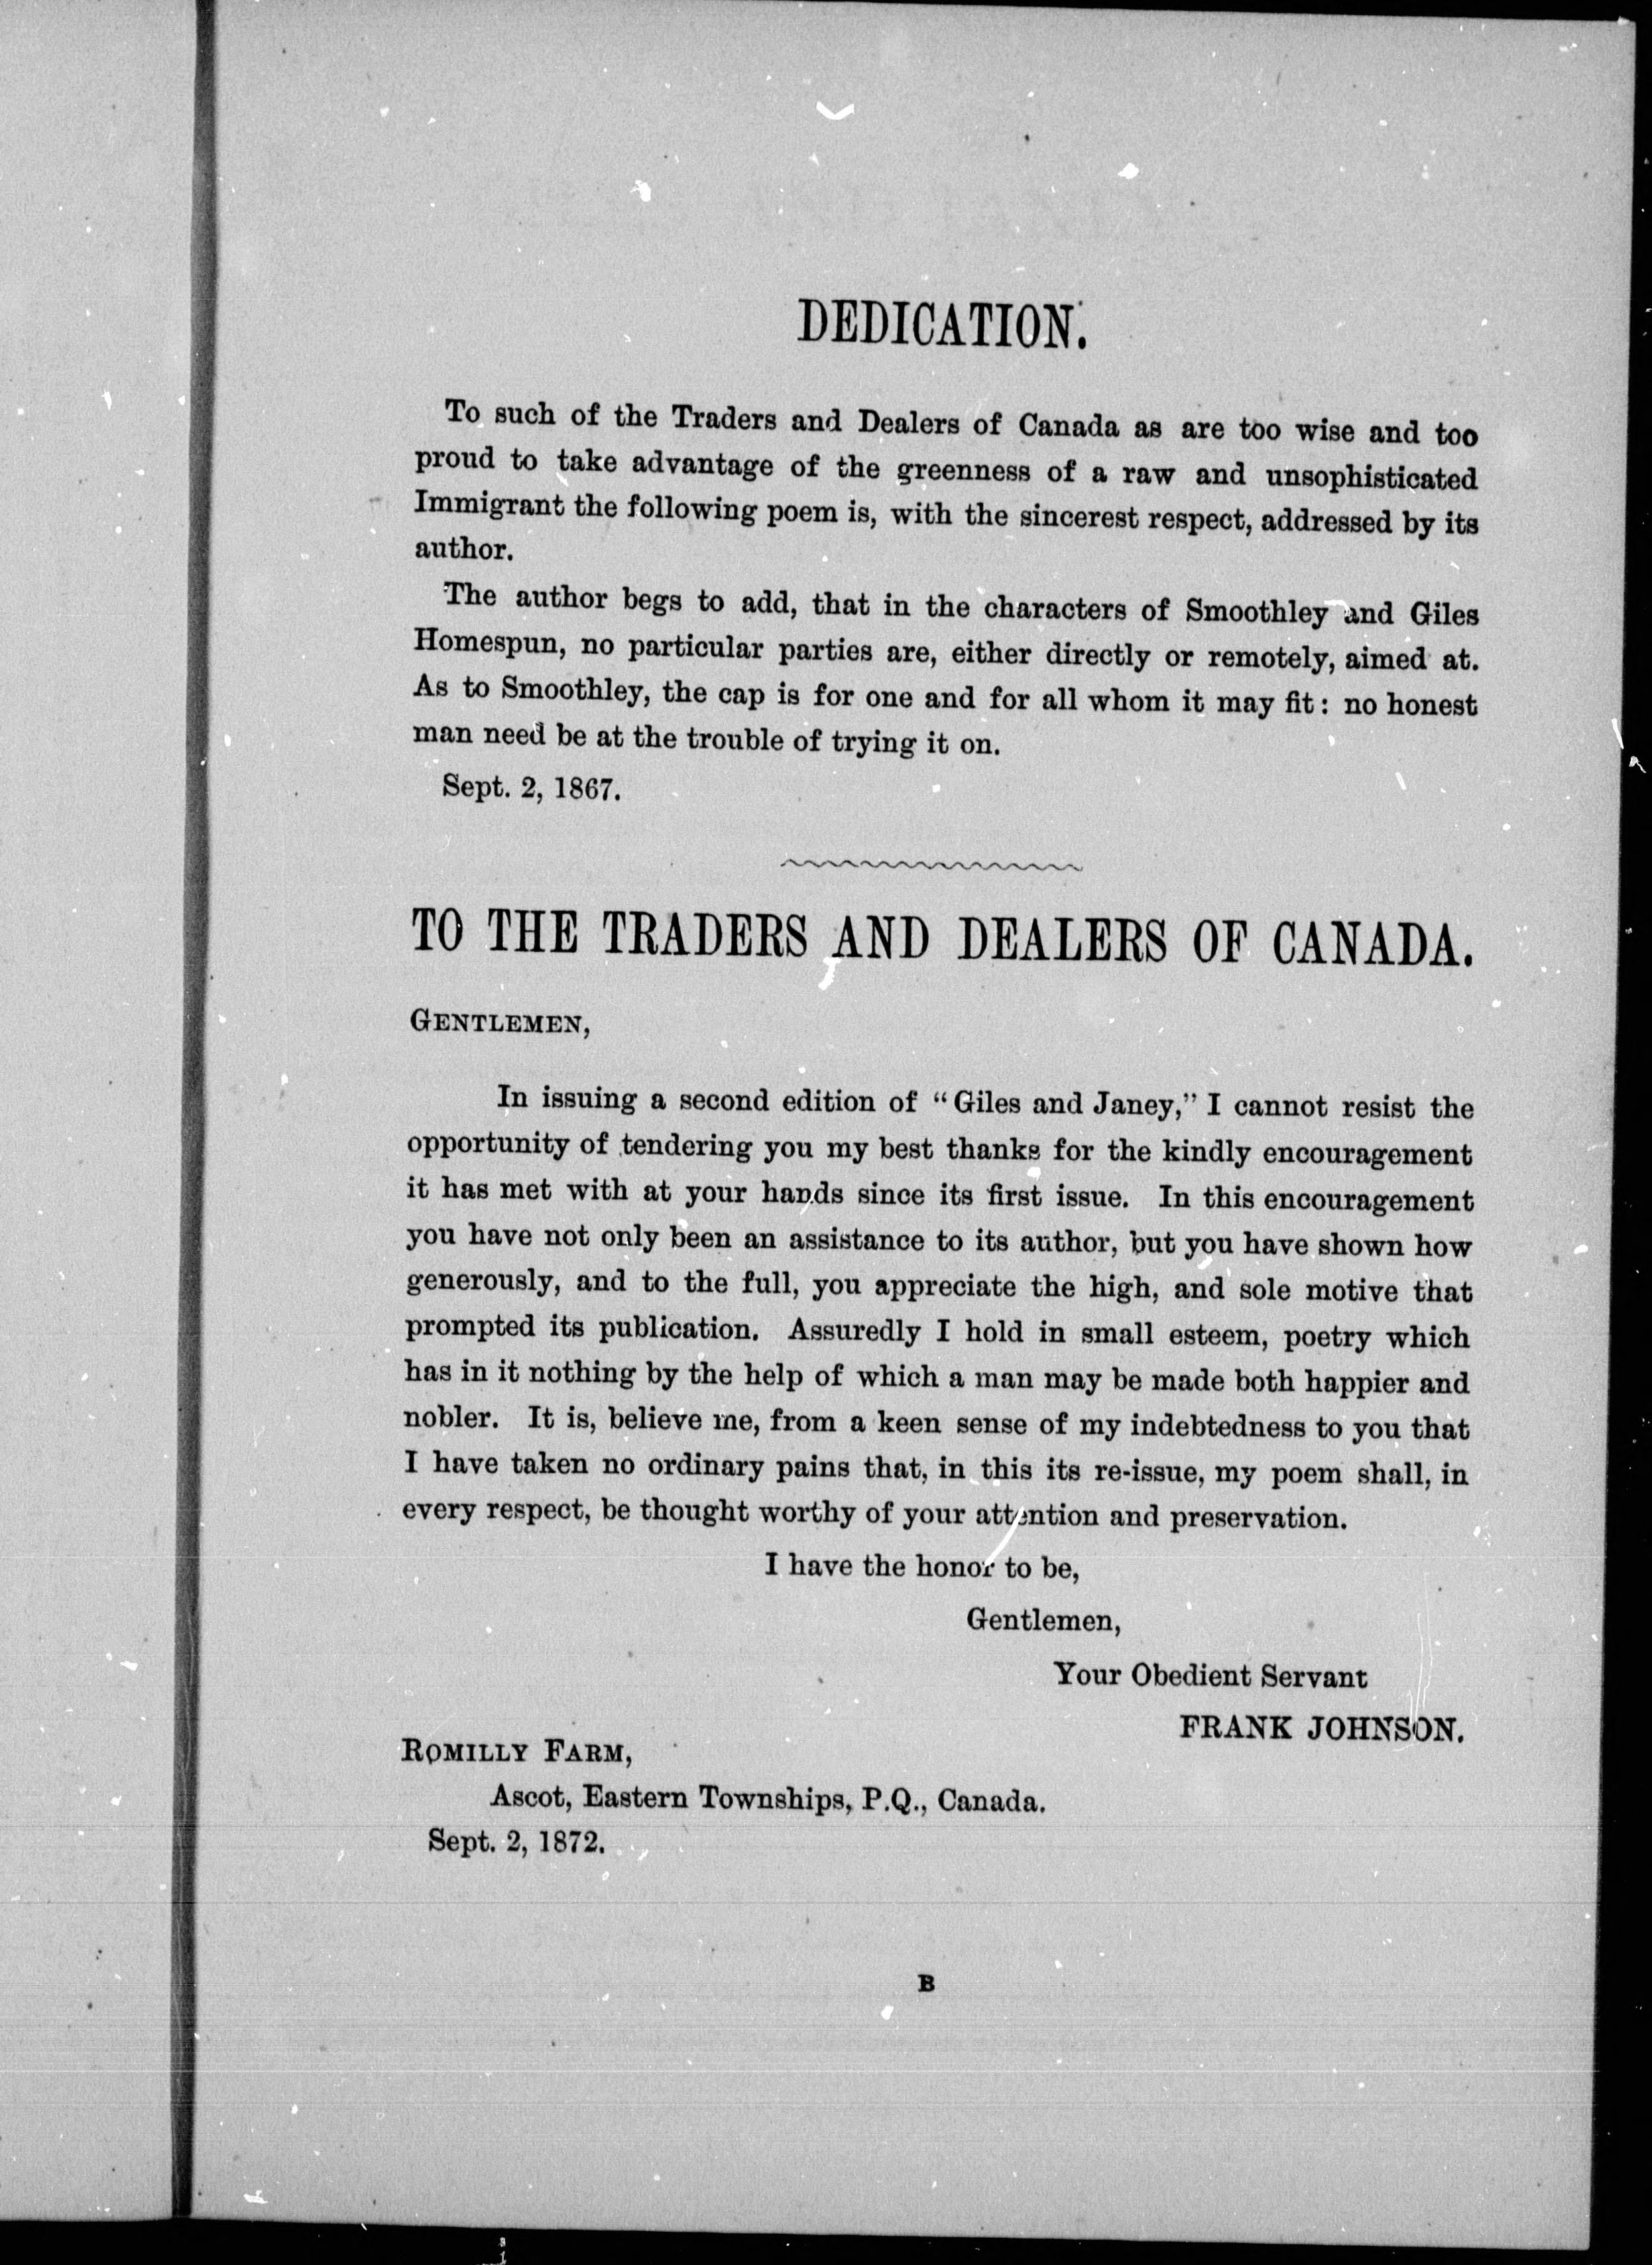 DEDICATION.
To such of the Traders and Dealers of Canada as are too wise and too
proud to take advantage of the greenness of a raw and unsophisticated
Immigrant the following poem is, with the sincerest respect, addressed by its
author.
The author begs to add, that in the characters of Smoothley and Giles
Homespun, no particular parties are, either directly or remotely, aimed at.
As to Smoothley, the cap is for one and for all whom it may fit: no honest
man need be at the trouble of trying it on.
Sept. 2, 1867.
TO THE TRADERS AND DEALERS OF CANADA.
GENTLEMEN,
In issuing a second edition of "Giles and Janey," I cannot resist the
opportunity of tendering you my best thanks for the kindly encouragement
it has met with at your hands since its first issue. In this encouragement
you have not only been an assistance to its author, but you have shown how
generously, and to the full, you appreciate the high, and sole motive that
prompted its publication. Assuredly I hold in small esteem, poetry which
has in it nothing by the help of which a man may be made both happier and
nobler. It is, believe me, from a keen sense of my indebtedness to you that
I have taken no ordinary pains that, in this its re-issue, my poem shall, in
every respect, be thought worthy of your attention and preservation.
I have the honor to be,
Gentlemen,
Your Obedient Servant
FRANK JOHNSON.
ROMILLY FARM,
Ascot, Eastern Townships, P.Q., Canada.
Sept. 2, 1872.
B